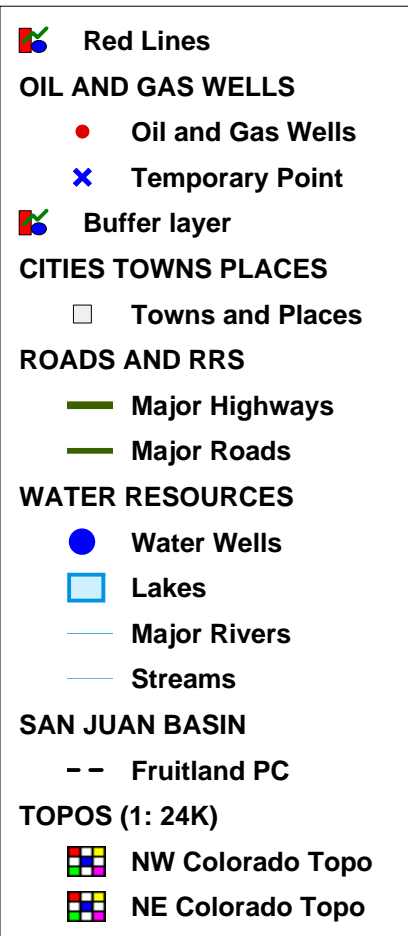 Red Lines
OIL AND GAS WELLS
Oil and Gas Wells
Temporary Point
Buffer layer
CITIES TOWNS PLACES
Towns and Places
ROADS AND RRS
Major Highways
Major Roads
WATER RESOURCES
Water Wells
Lakes
Major Rivers
Streams
SAN JUAN BASIN
Fruitland PC
TOPOS (1: 24K)
NW Colorado Topo
NE Colorado Topo